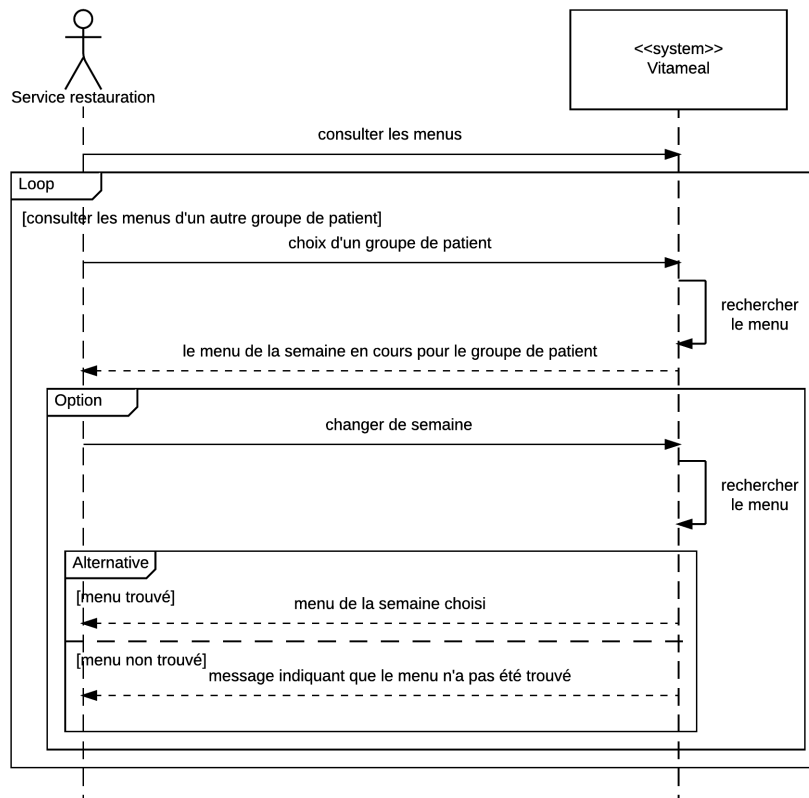 <<system>>
Vitameal
Service restauration
consulter les menus
Loop
[consulter les menus d'un autre groupe de patient]
choix d'un groupe de patient
rechercher
le menu
le menu de la semaine en cours pour le groupe de patient
Option
changer de semaine
rechercher
le menu
Alternative
[menu trouvé]
menu de la semaine choisi
[menu non trouvé]
message indiquant que le menu n'a pas été trouvé